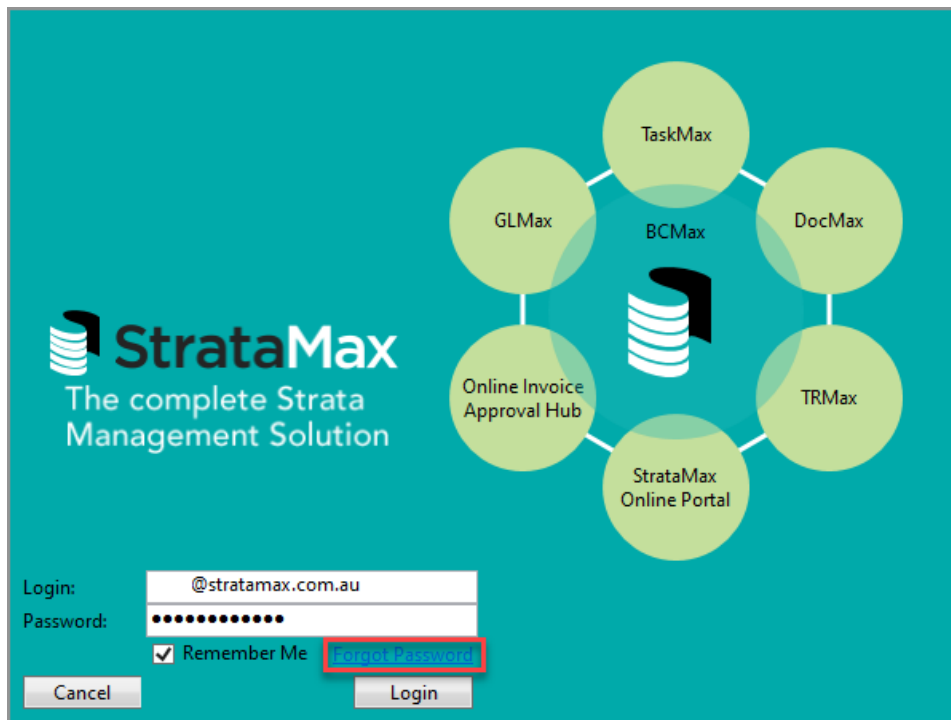 TaskMax
GLMax
BCMax
DocMax
StrataMax
The complete Strata
Management Solution
Online Invoice
Approval Hub
TRMax
StrataMax
Online Portal
Login:
@stratamax.com.au
Password:
••••••••••••
Remember Me
Forgot Password
Cancel
Login